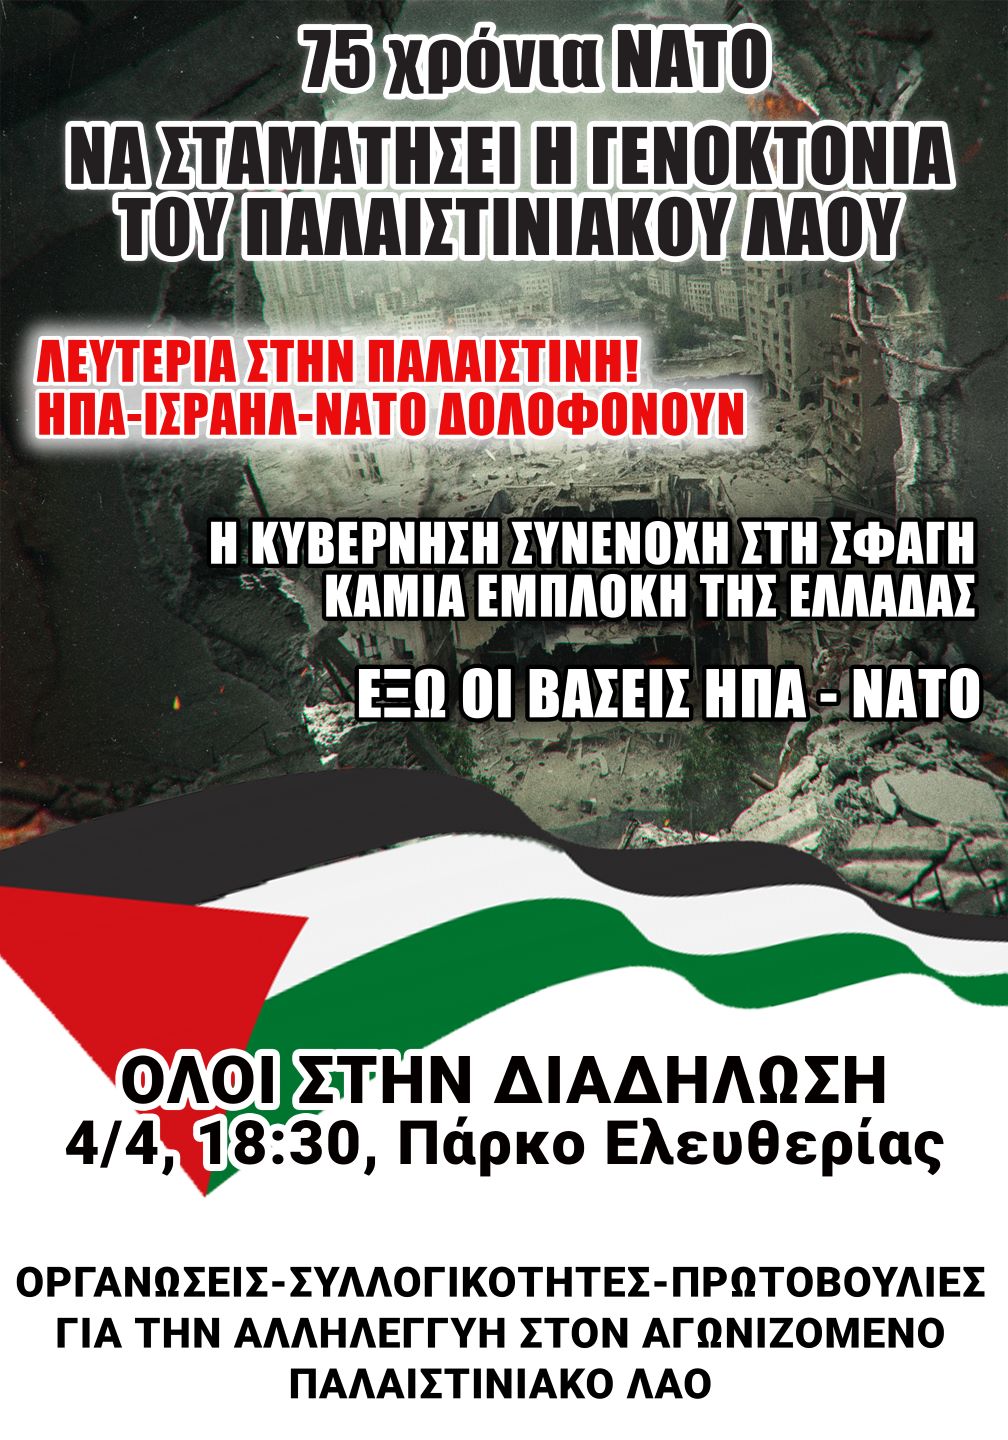 75 χρόνια ΝΑΤΟ
ΝΑ ΣΤΑΜΑΤΗΣΕΙ Η ΓΕΝΟΚΤΟΝΙΑ
ΤΟΥ ΠΑΛΑΙΣΤΙΝΙΑΚΟΥ ΛΑΟΥ
ΛΕΥΤΕΡΙΑ ΣΤΗΝ ΠΑΛΑΙΣΤΙΝΗ!
ΗΠΑ-ΙΣΡΑΗΛ-ΝΑΤΟ ΔΟΛΟΦΟΝΟΥΝ
Η ΚΥΒΕΡΝΗΣΗ ΣΥΝΕΝΟΧΗ ΣΤΗ ΣΦΑΓΗ
ΚΑΜΙΑ ΕΜΠΛΟΚΗ ΤΗΣ ΕΛΛΑΔΑΣ
ΕΞΩ ΟΙ ΒΑΣΕΙΣ ΗΠΑ - ΝΑΤΟ
ΟΛΟΙ ΣΤΗΝ ΔΙΑΔΗΛΩΣΗ
4/4, 18:30, Πάρκο Ελευθερίας
ΟΡΓΑΝΩΣΕΙΣ-ΣΥΛΛΟΓΙΚΟΤΗΤΕΣ-ΠΡΩΤΟΒΟΥΛΙΕΣ
ΓΙΑ ΤΗΝ ΑΛΛΗΛΕΓΓΥΗ ΣΤΟΝ ΑΓΩΝΙΖΟΜΕΝΟ
ΠΑΛΑΙΣΤΙΝΙΑΚΟ ΛΑΟ